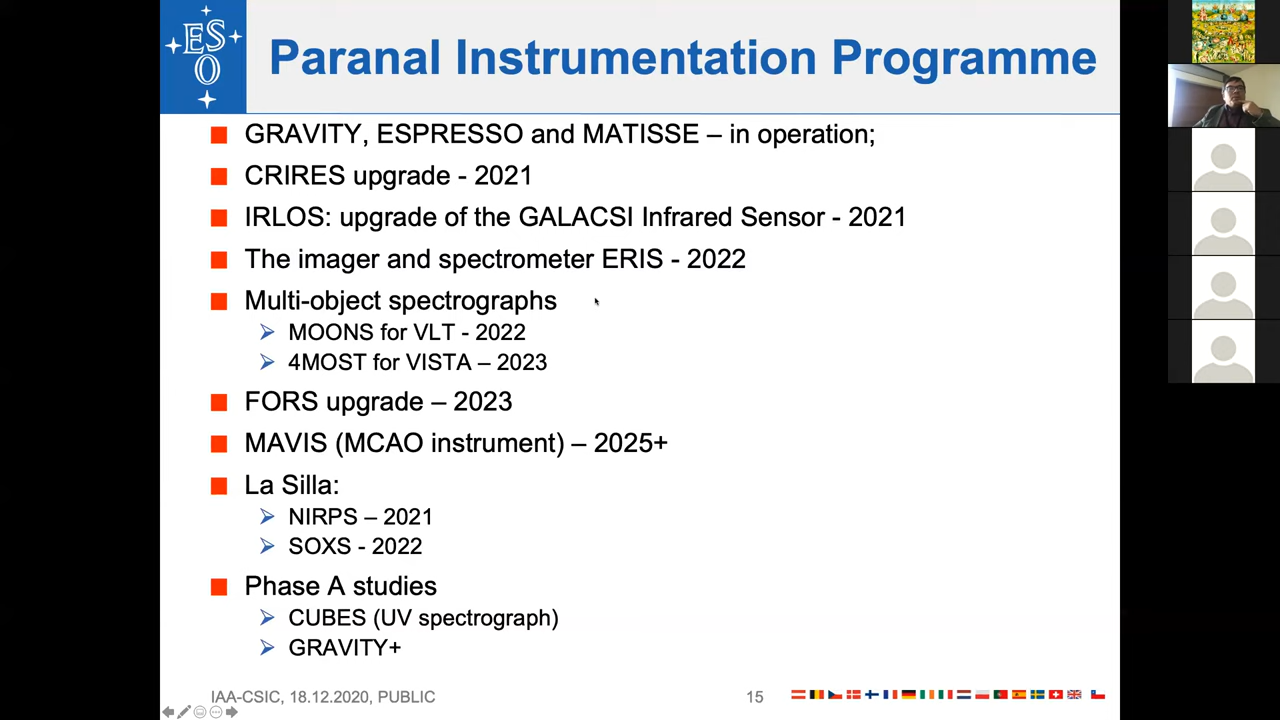 ES
O
Paranal Instrumentation Programme
GRAVITY, ESPRESSO and MATISSE – in operation;
CRIRES upgrade - 2021
IRLOS: upgrade of the GALACSI Infrared Sensor - 2021
The imager and spectrometer ERIS - 2022
Multi-object spectrographs
MOONS for VLT - 2022
4MOST for VISTA – 2023
FORS upgrade – 2023
MAVIS (MCAO instrument) – 2025+
La Silla:
NIRPS – 2021
SOXS - 2022
Phase A studies
CUBES (UV spectrograph)
GRAVITY+
IAA-CSIC, 18.12.2020, PUBLIC
15